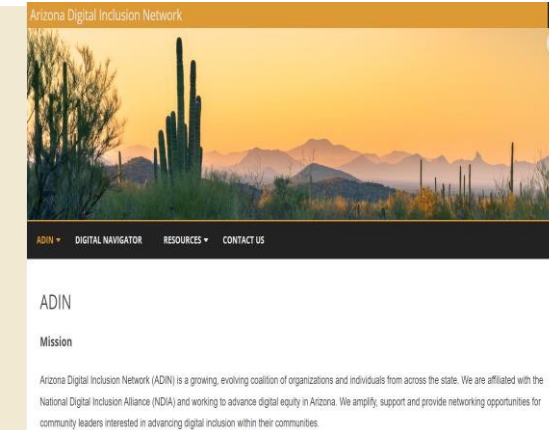 Arizona Digital Inclusion Network
ADIN ▾ DIGITAL NAVIGATOR RESOURCES ▾ CONTACT US
ADIN
Mission
Arizona Digital Inclusion Network (ADIN) is a growing, evolving coalition of organizations and individuals from across the state. We are affiliated with the
National Digital Inclusion Alliance (NDIA) and working to advance digital equity in Arizona. We amplify, support and provide networking opportunities for
community leaders interested in advancing digital inclusion within their communities.